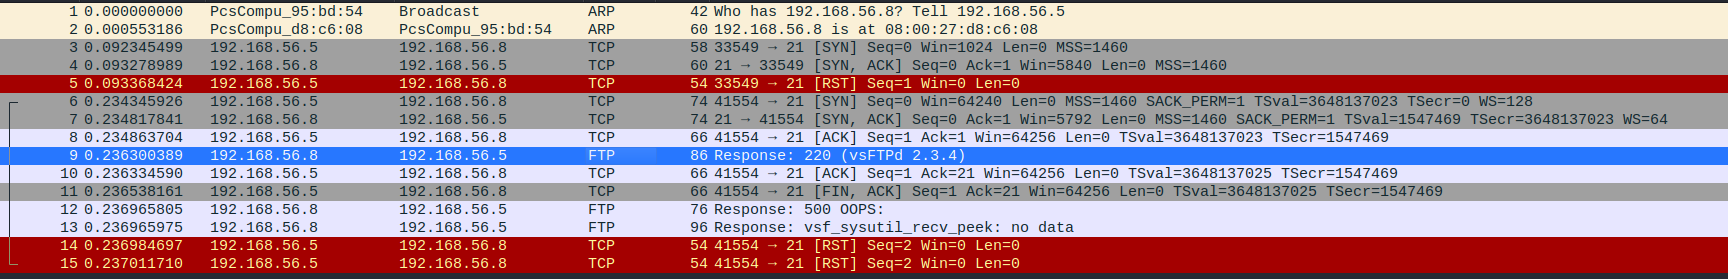 1 0.000000000 PcsCompu_95:bd:54 Broadcast ARP 42 Who has 192.168.56.8? Tell 192.168.56.5
2 0.000553186 PcsCompu_d8:c6:08 PcsCompu_95:bd:54 ARP 60 192.168.56.8 is at 08:00:27:d8:c6:08
3 0.092345499 192.168.56.5 192.168.56.8 TCP 58 33549 → 21 [SYN] Seq=0 Win=1024 Len=0 MSS=1460
4 0.093278989 192.168.56.8 192.168.56.5 TCP 60 21 → 33549 [SYN, ACK] Seq=0 Ack=1 Win=5840 Len=0 MSS=1460
5 0.093368424 192.168.56.5 192.168.56.8 TCP 54 33549 → 21 [RST] Seq=1 Win=0 Len=0
6 0.234345926 192.168.56.5 192.168.56.8 TCP 74 41554 → 21 [SYN] Seq=0 Win=64240 Len=0 MSS=1460 SACK_PERM=1 TSval=3648137023 TSecr=0 WS=128
7 0.234817841 192.168.56.8 192.168.56.5 TCP 74 21 → 41554 [SYN, ACK] Seq=0 Ack=1 Win=5792 Len=0 MSS=1460 SACK_PERM=1 TSval=1547469 TSecr=3648137023 WS=64
8 0.234863704 192.168.56.5 192.168.56.8 TCP 66 41554 → 21 [ACK] Seq=1 Ack=1 Win=64256 Len=0 TSval=3648137023 TSecr=1547469
9 0.236300389 192.168.56.8 192.168.56.5 FTP 86 Response: 220 (vsFTPd 2.3.4)
10 0.236334590 192.168.56.5 192.168.56.8 TCP 66 41554 → 21 [ACK] Seq=1 Ack=21 Win=64256 Len=0 TSval=3648137025 TSecr=1547469
11 0.236538161 192.168.56.5 192.168.56.8 TCP 66 41554 → 21 [FIN, ACK] Seq=1 Ack=21 Win=64256 Len=0 TSval=3648137025 TSecr=1547469
12 0.236965805 192.168.56.8 192.168.56.5 FTP 76 Response: 500 OOPS:
13 0.236965975 192.168.56.8 192.168.56.5 FTP 96 Response: vsf_sysutil_recv_peek: no data
14 0.236984697 192.168.56.5 192.168.56.8 TCP 54 41554 → 21 [RST] Seq=2 Win=0 Len=0
15 0.237011710 192.168.56.5 192.168.56.8 TCP 54 41554 → 21 [RST] Seq=2 Win=0 Len=0